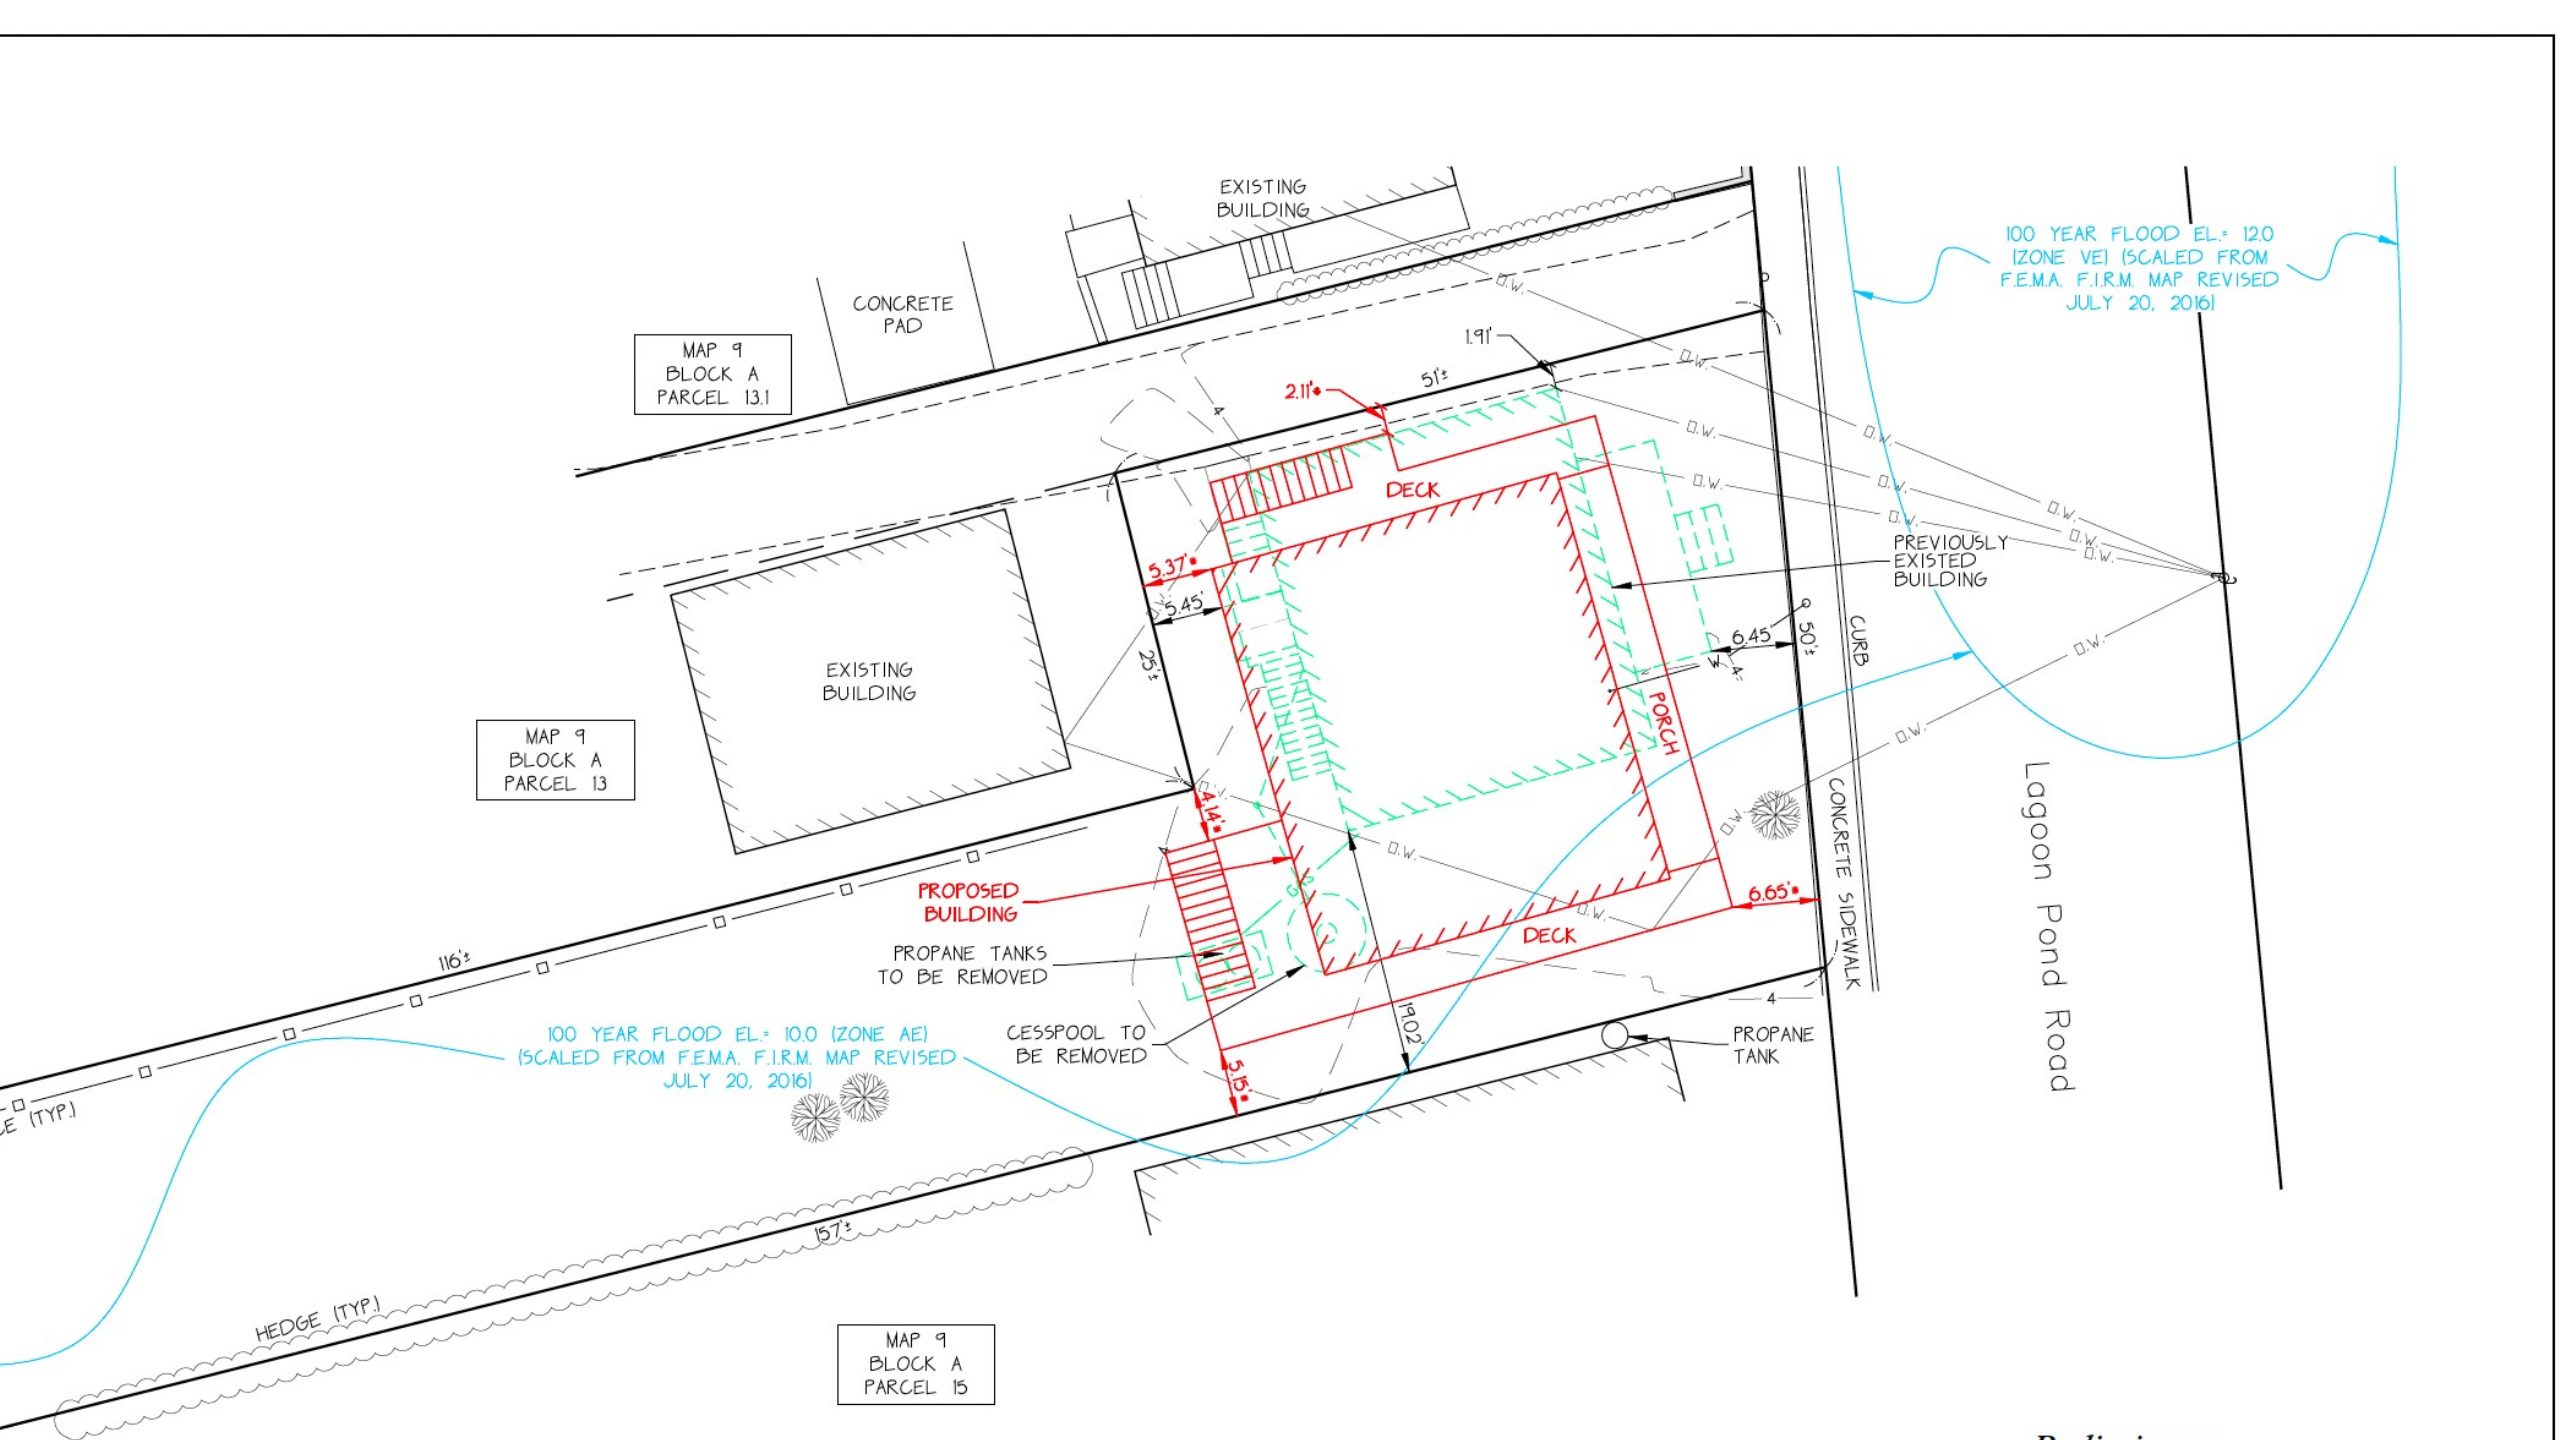 EXISTING
BUILDING
CONCRETE
PAD
MAP 9
BLOCK A
PARCEL 13.1
100 YEAR FLOOD EL.= 12.0
(ZONE VE) (SCALED FROM
F.E.M.A. F.I.R.M. MAP REVISED
JULY 20, 2016)
1.91'
51'±
2.11'*
4
O.W.
O.W.
O.W.
O.W.
O.W.
O.W.
O.W.
O.W.
O.W.
O.W.
DECK
5.37'*
5.45'
25'±
PREVIOUSLY
EXISTED
BUILDING
6.45'
50'±
CURB
W
4
PORCH
EXISTING
BUILDING
MAP 9
BLOCK A
PARCEL 13
O.W.
O.W.
O.W.
O.W.
O.W.
O.W.
4.14'*
4
CONCRETE SIDEWALK
Lagoon Pond Road
PROPOSED
BUILDING
G
6.65'*
DECK
PROPANE TANKS
TO BE REMOVED
116'±
4
19.02'
CESSPOOL TO
BE REMOVED
PROPANE
TANK
100 YEAR FLOOD EL.= 10.0 (ZONE AE)
(SCALED FROM F.E.M.A. F.I.R.M. MAP REVISED
JULY 20, 2016)
5.15'*
(TYP.)
157'±
HEDGE (TYP.)
MAP 9
BLOCK A
PARCEL 15